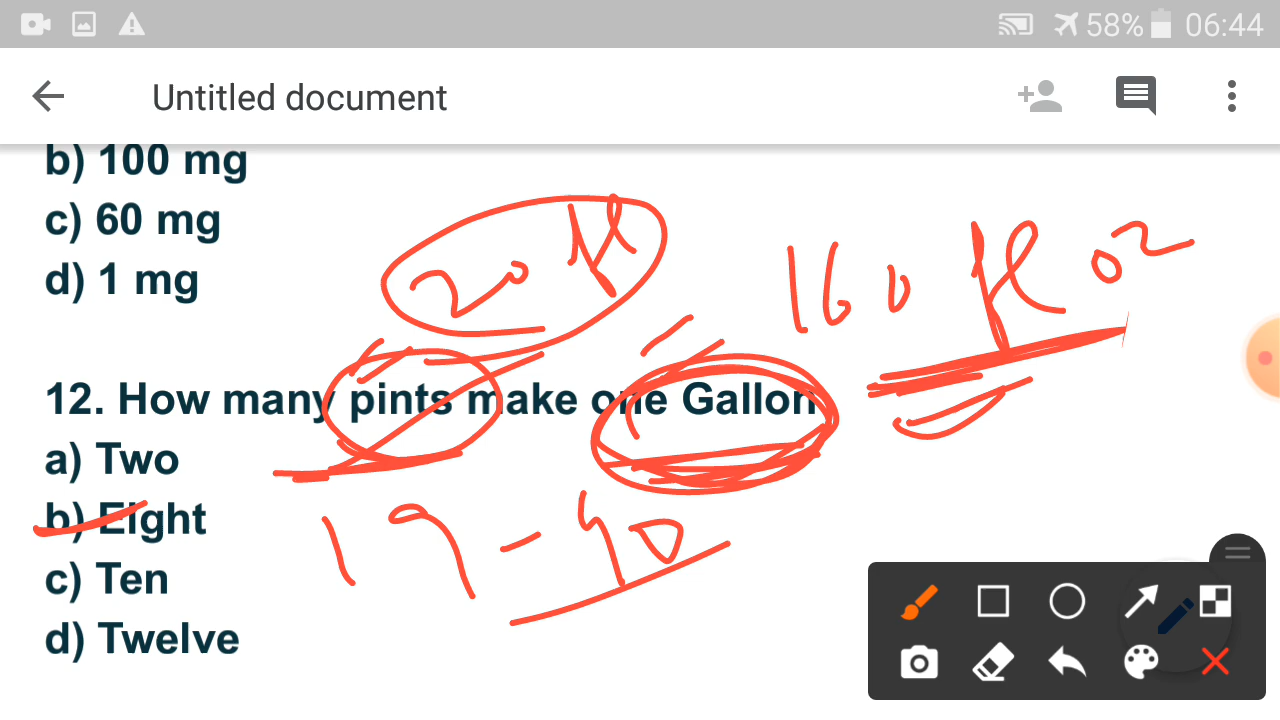 58% 06:44
Untitled document
b) 100 mg
c) 60 mg
d) 1 mg
20 fl
160 fl o2
12. How many pints make one Gallon
a) Two
b) Eight
c) Ten
d) Twelve